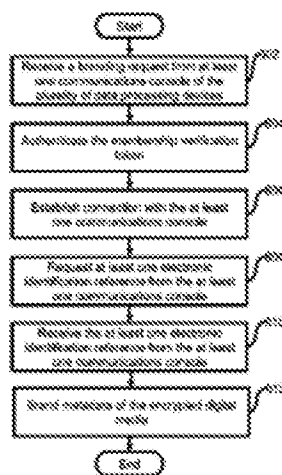 Start
Receive a branding request from at least
one communications console of the
plurality of data processing devices
Authenticate the membership verification
token
Establish connection with the at least
one communications console
Request at least one electronic
identification reference from the at least
one communications console
Receive the at least one electronic
identification reference from the at least
one communications console
Brand metadata of the encrypted digital
media
End